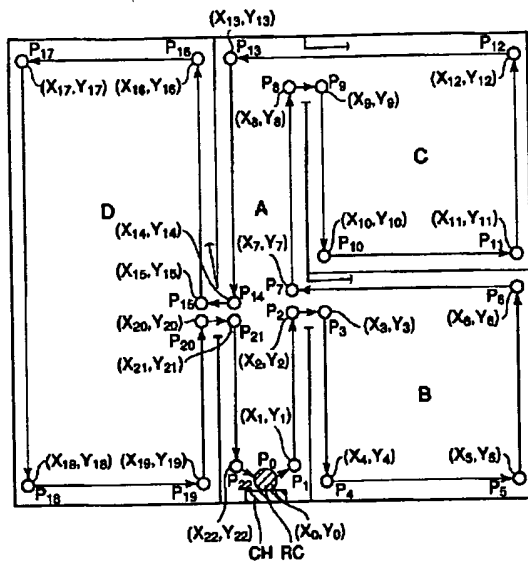 (X13,Y13)
P17 P16 P13 P12
(X17,Y17) (X16,Y16) (X12,Y12)
P8 P9
(X8,Y8) (X9,Y9)
C
D A
(X14,Y14) (X7,Y7) (X10,Y10) (X11,Y11)
P10 P11
(X15,Y15)
P15 P14 P7 P6
(X20,Y20) P2 P3 (X3,Y3) (X6,Y6)
P20 P21
(X21,Y21) (X2,Y2)
B
(X1,Y1)
(X18,Y18) (X19,Y19) P0 (X4,Y4) (X5,Y5)
P18 P19 P22 P1 P4 P5
(X22,Y22) (X0,Y0)
CH RC